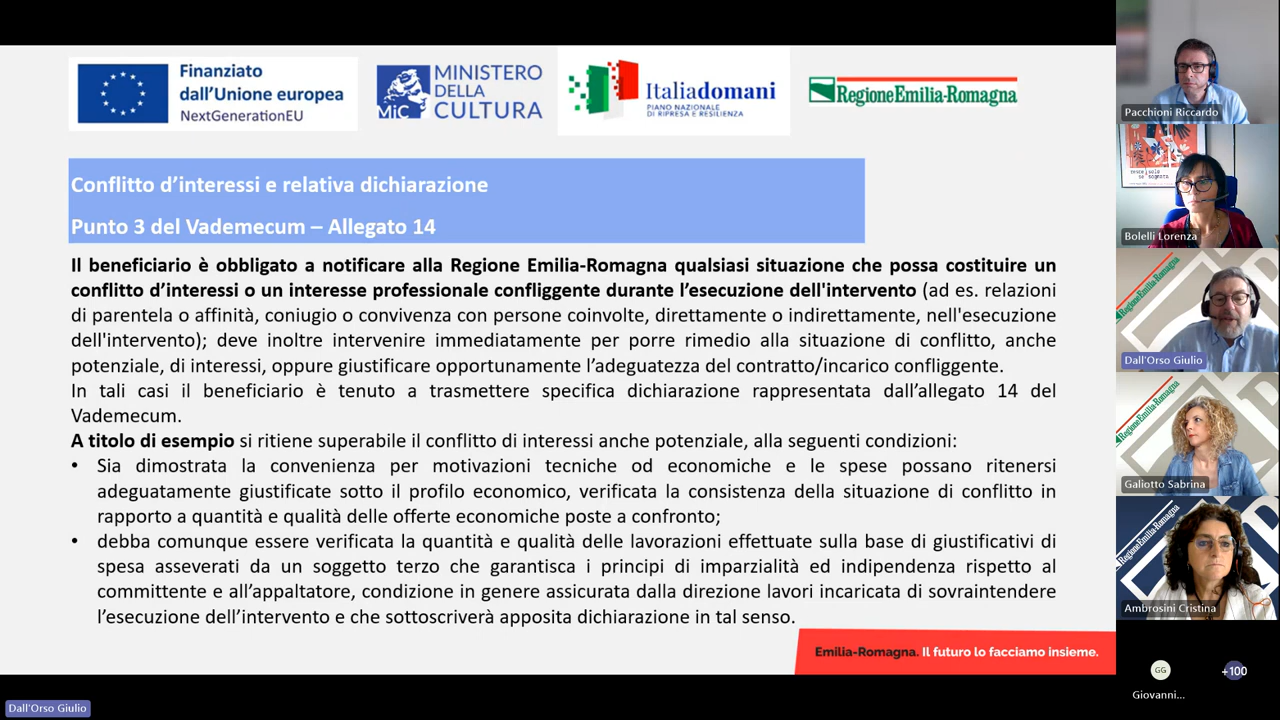 Finanziato
dall'Unione europea
NextGenerationEU
MiC
MINISTERO
DELLA
CULTURA
Italiadomani
PIANO NAZIONALE
DI RIPRESA E RESILIENZA
RegioneEmilia-Romagna
Conflitto d'interessi e relativa dichiarazione
Punto 3 del Vademecum – Allegato 14
Il beneficiario è obbligato a notificare alla Regione Emilia-Romagna qualsiasi situazione che possa costituire un
conflitto d'interessi o un interesse professionale confliggente durante l'esecuzione dell'intervento (ad es. relazioni
di parentela o affinità, coniugio o convivenza con persone coinvolte, direttamente o indirettamente, nell'esecuzione
dell'intervento); deve inoltre intervenire immediatamente per porre rimedio alla situazione di conflitto, anche
potenziale, di interessi, oppure giustificare opportunamente l'adeguatezza del contratto/incarico confliggente.
In tali casi il beneficiario è tenuto a trasmettere specifica dichiarazione rappresentata dall'allegato 14 del
Vademecum.
A titolo di esempio si ritiene superabile il conflitto di interessi anche potenziale, alla seguenti condizioni:
• Sia dimostrata la convenienza per motivazioni tecniche od economiche e le spese possano ritenersi
adeguatamente giustificate sotto il profilo economico, verificata la consistenza della situazione di conflitto in
rapporto a quantità e qualità delle offerte economiche poste a confronto;
• debba comunque essere verificata la quantità e qualità delle lavorazioni effettuate sulla base di giustificativi di
spesa asseverati da un soggetto terzo che garantisca i principi di imparzialità ed indipendenza rispetto al
committente e all'appaltatore, condizione in genere assicurata dalla direzione lavori incaricata di sovraintendere
l'esecuzione dell'intervento e che sottoscriverà apposita dichiarazione in tal senso.
Emilia-Romagna. Il futuro lo facciamo insieme.
Dall'Orso Giulio
Pacchioni Riccardo
Bolelli Lorenza
RegioneEmilia-Romagna
Dall'Orso Giulio
RegioneEmilia-Romagna
Galiotto Sabrina
RegioneEmilia-Romagna
Ambrosini Cristina
GG
+100
Giovanni...